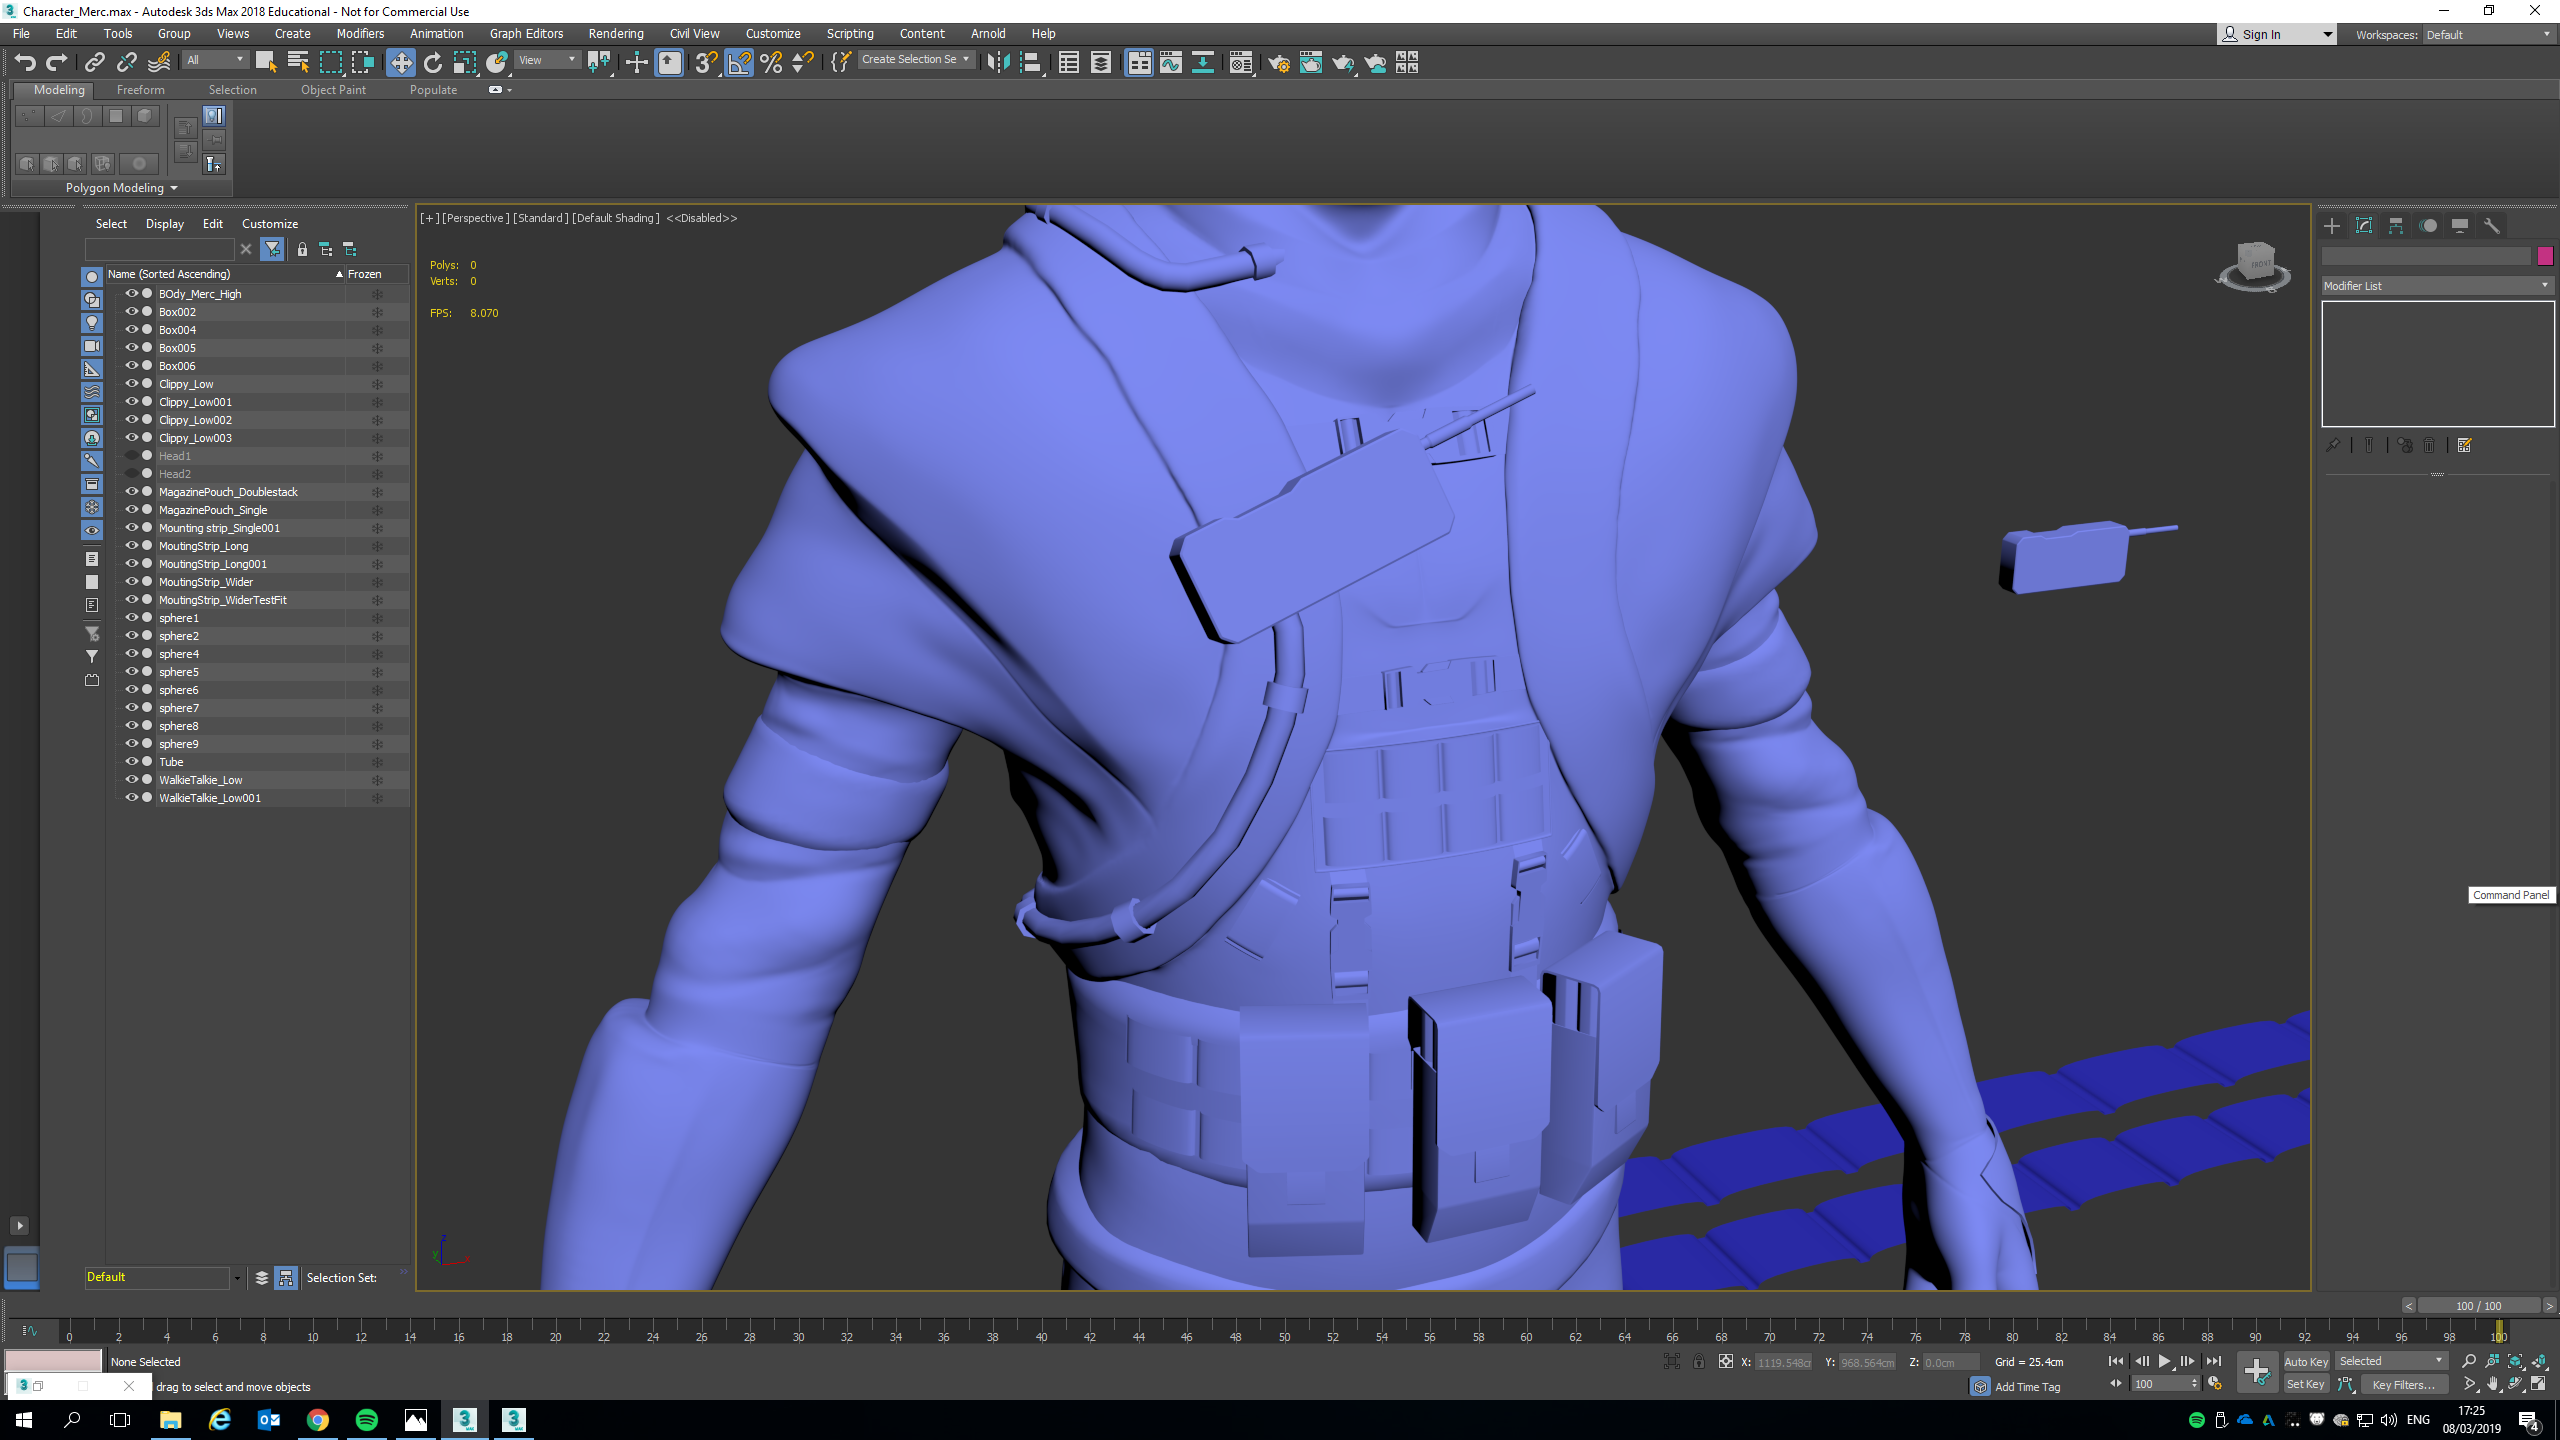 Character_Merc.max - Autodesk 3ds Max 2018 Educational - Not for Commercial Use
File Edit Tools Group Views Create Modifiers Animation Graph Editors Rendering Civil View Customize Scripting Content Arnold Help
Sign In Workspaces: Default
All View Create Selection Se
Modeling Freeform Selection Object Paint Populate
Polygon Modeling
Select Display Edit Customize
[+] [Perspective] [Standard] [Default Shading] <<Disabled>>
Name (Sorted Ascending) Frozen
Polys: 0
Verts: 0
FPS: 8.070
FRONT
Modifier List
BOdy_Merc_High
Box002
Box004
Box005
Box006
Clippy_Low
Clippy_Low001
Clippy_Low002
Clippy_Low003
Head1
Head2
MagazinePouch_Doublestack
MagazinePouch_Single
Mounting strip_Single001
MoutingStrip_Long
MoutingStrip_Long001
MoutingStrip_Wider
MoutingStrip_WiderTestFit
sphere1
sphere2
sphere4
sphere5
sphere6
sphere7
sphere8
sphere9
Tube
WalkieTalkie_Low
WalkieTalkie_Low001
Command Panel
z
y
x
Default Selection Set:
< 100 / 100 >
0 2 4 6 8 10 12 14 16 18 20 22 24 26 28 30 32 34 36 38 40 42 44 46 48 50 52 54 56 58 60 62 64 66 68 70 72 74 76 78 80 82 84 86 88 90 92 94 96 98 100
None Selected X: 1119.548cm Y: 968.564cm Z: 0.0cm Grid = 25.4cm Auto Key Selected
drag to select and move objects Add Time Tag 100 Set Key Key Filters...
ENG 17:25
08/03/2019
4